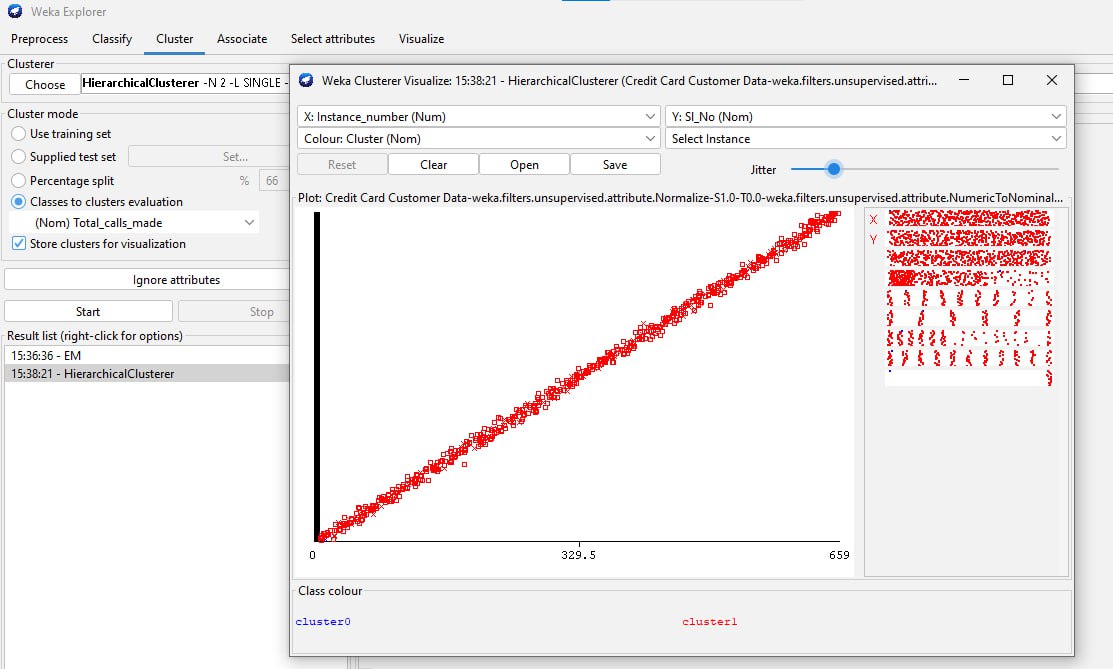 Weka Explorer
Preprocess Classify Cluster Associate Select attributes Visualize
Clusterer
Choose HierarchicalClusterer -N 2 -L SINGLE -
Cluster mode
Use training set
Supplied test set Set...
Percentage split % 66
Classes to clusters evaluation
(Nom) Total_calls_made
Store clusters for visualization
Ignore attributes
Start Stop
Result list (right-click for options)
15:36:36 - EM
15:38:21 - HierarchicalClusterer
Weka Clusterer Visualize: 15:38:21 - HierarchicalClusterer (Credit Card Customer Data-weka.filters.unsupervised.attri...
X: Instance_number (Num) Y: Sl_No (Nom)
Colour: Cluster (Nom) Select Instance
Reset Clear Open Save Jitter
Plot: Credit Card Customer Data-weka.filters.unsupervised.attribute.Normalize-S1.0-T0.0-weka.filters.unsupervised.attribute.NumericToNominal...
X
Y
0 329.5 659
Class colour
cluster0 cluster1